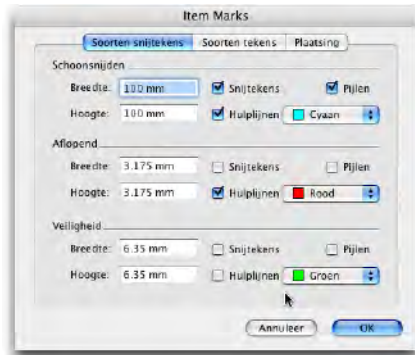 Item Marks
Soorten snijtekens Soorten tekens Plaatsing
Schoonsnijden
Breedte: 100 mm Snijtekens Pijlen
Hoogte: 100 mm Hulplijnen Cyaan
Aflopend
Breedte: 3.175 mm Snijtekens Pijlen
Hoogte: 3.175 mm Hulplijnen Rood
Veiligheid
Breedte: 6.35 mm Snijtekens Pijlen
Hoogte: 6.35 mm Hulplijnen Groen
Annuleer OK